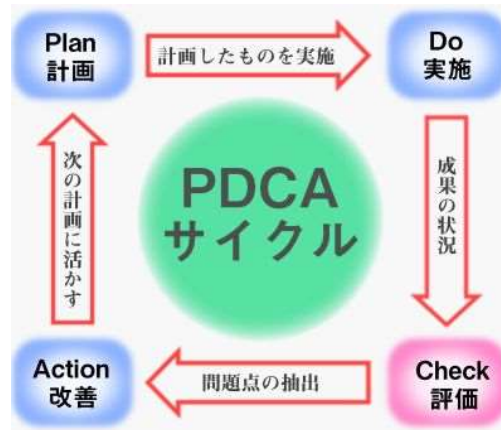 Plan
計画
計画したものを実施
Do
実施
成果の状況
Check
評価
問題点の抽出
Action
改善
次の計画に活かす
PDCA
サイクル